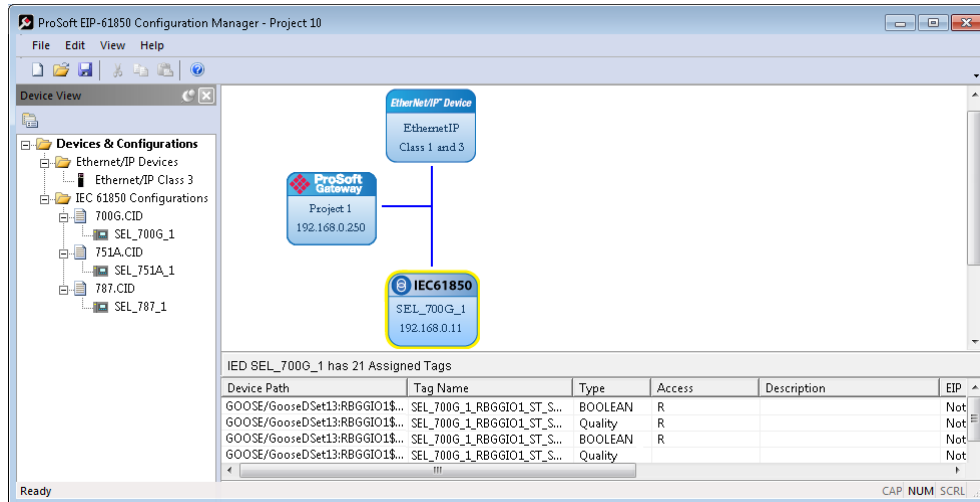 ProSoft EIP-61850 Configuration Manager - Project 10
File Edit View Help
Device View
Devices & Configurations
Ethernet/IP Devices
Ethernet/IP Class 3
IEC 61850 Configurations
700G.CID
SEL_700G_1
751A.CID
SEL_751A_1
787.CID
SEL_787_1
EtherNet/IP™ Device
EthernetIP
Class 1 and 3
ProSoft
Gateway
Project 1
192.168.0.250
IEC61850
SEL_700G_1
192.168.0.11
IED SEL_700G_1 has 21 Assigned Tags
Device Path Tag Name Type Access Description EIP
GOOSE/GooseDSet13:RBGGIO1$... SEL_700G_1_RBGGIO1_ST_S... BOOLEAN R Not
GOOSE/GooseDSet13:RBGGIO1$... SEL_700G_1_RBGGIO1_ST_S... Quality R Not
GOOSE/GooseDSet13:RBGGIO1$... SEL_700G_1_RBGGIO1_ST_S... BOOLEAN R Not
GOOSE/GooseDSet13:RBGGIO1$... SEL_700G_1_RBGGIO1_ST_S... Quality Not
Ready CAP NUM SCRL